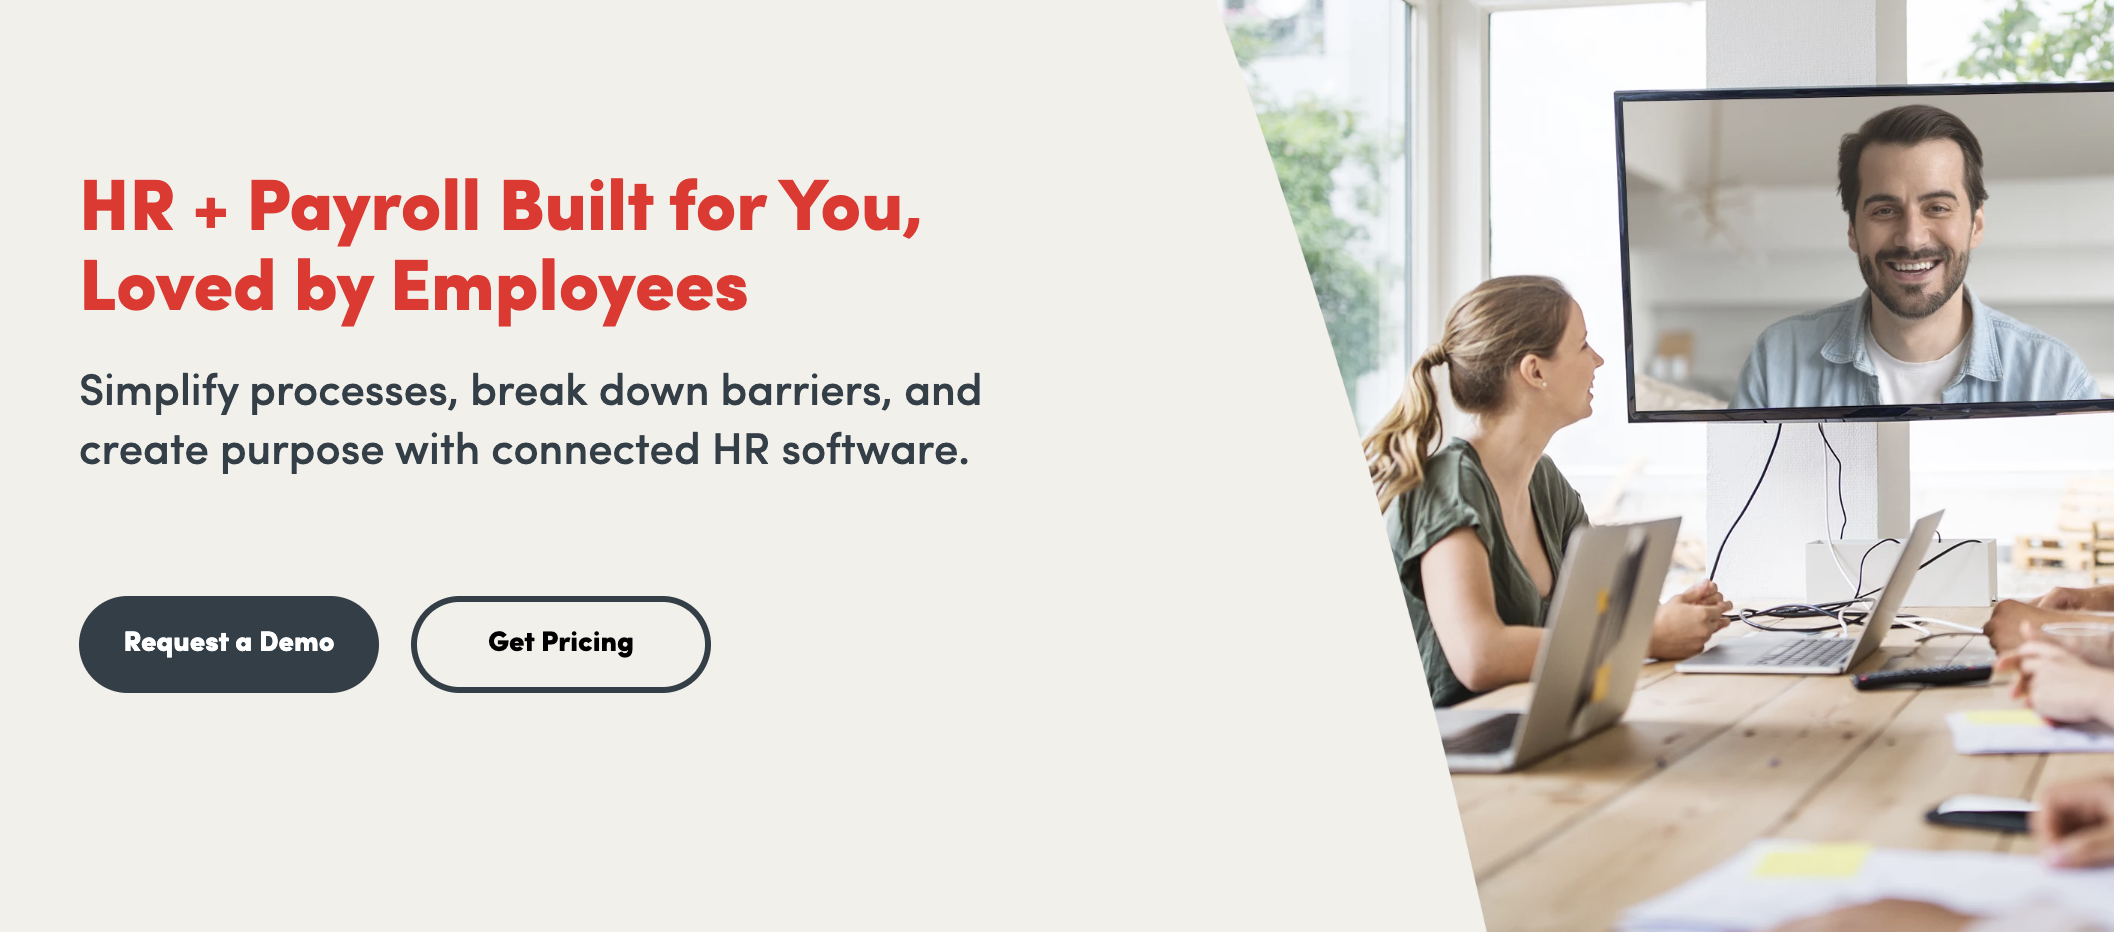 HR + Payroll Built for You,
Loved by Employees
Simplify processes, break down barriers, and
create purpose with connected HR software.
Request a Demo
Get Pricing